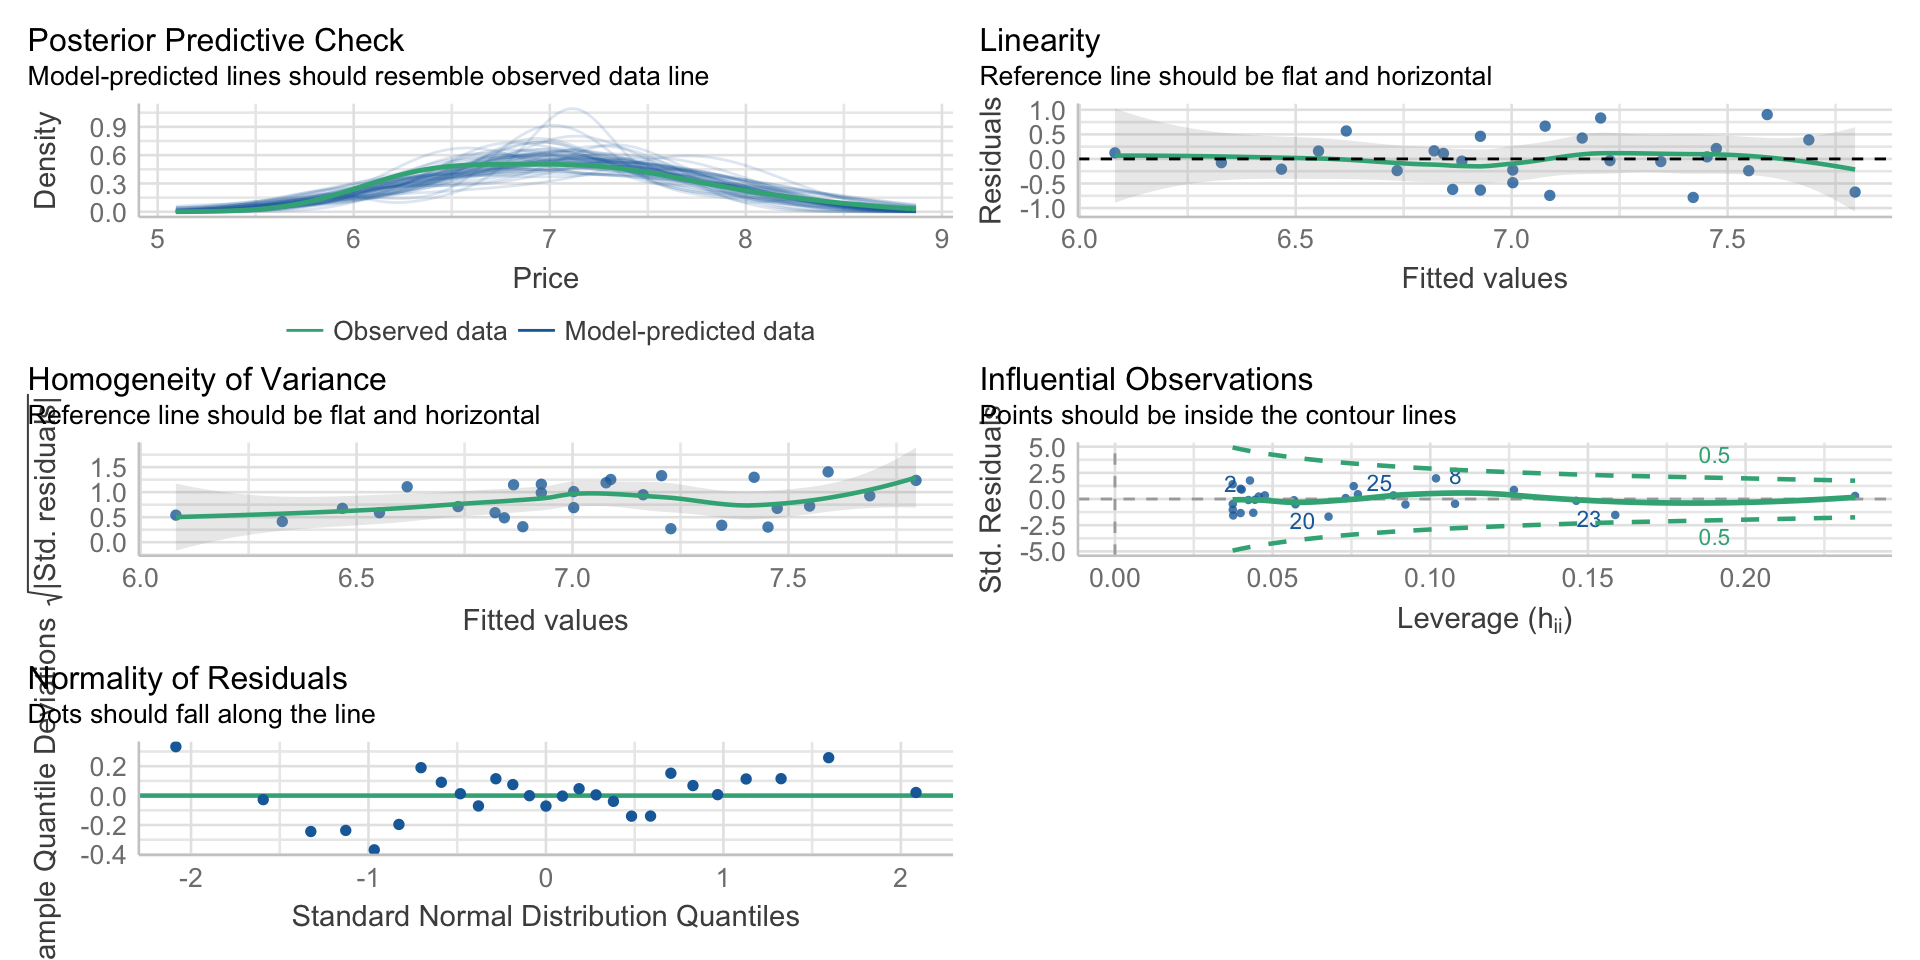 Posterior Predictive Check
Model-predicted lines should resemble observed data line
Density
0.9
0.6
0.3
0.0
5 6 7 8 9
Price
Observed data Model-predicted data
Linearity
Reference line should be flat and horizontal
Residuals
1.0
0.5
0.0
-0.5
-1.0
6.0 6.5 7.0 7.5
Fitted values
Homogeneity of Variance
Reference line should be flat and horizontal
√|Std. residuals|
1.5
1.0
0.5
0.0
6.0 6.5 7.0 7.5
Fitted values
Influential Observations
Points should be inside the contour lines
Std. Residuals
5.0
2.5
0.0
-2.5
-5.0
0.5
2 25 8
20 23
0.5
0.00 0.05 0.10 0.15 0.20
Leverage (hii)
Normality of Residuals
Dots should fall along the line
ample Quantile Deviations
0.2
0.0
-0.2
-0.4
-2 -1 0 1 2
Standard Normal Distribution Quantiles